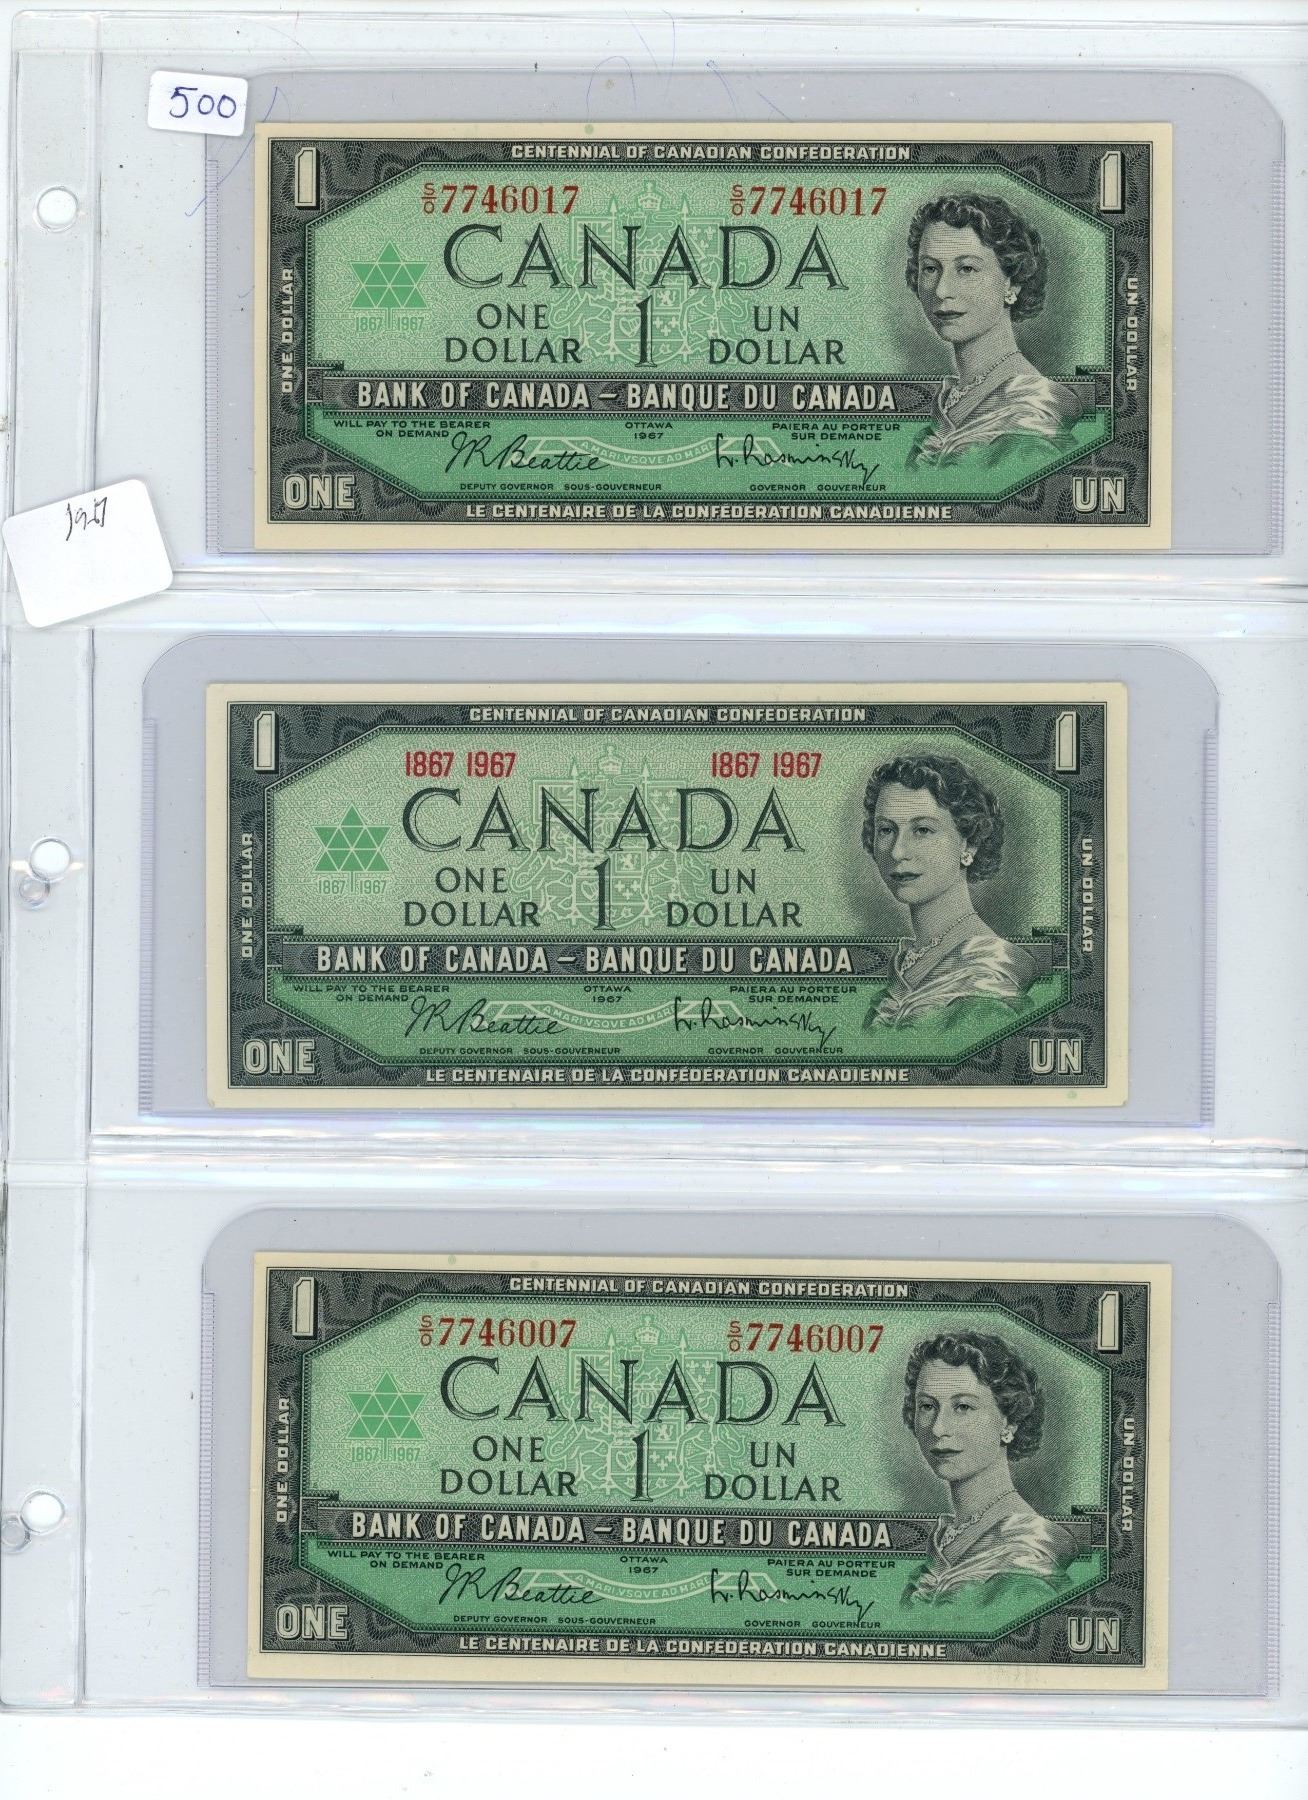 500
CENTENNIAL OF CANADIAN CONFEDERATION
1 1
S/O 7746017 S/O 7746017
CANADA
1867 1967
ONE DOLLAR 1 UN DOLLAR
ONE DOLLAR
UN DOLLAR
BANK OF CANADA – BANQUE DU CANADA
WILL PAY TO THE BEARER ON DEMAND
OTTAWA 1967
PAIERA AU PORTEUR SUR DEMANDE
A MARI VSQVE AD MARE
JR Beattie L. Rasminsky
DEPUTY GOVERNOR SOUS-GOUVERNEUR GOVERNOR GOUVERNEUR
ONE UN
LE CENTENAIRE DE LA CONFÉDÉRATION CANADIENNE
CENTENNIAL OF CANADIAN CONFEDERATION
1 1
1867 1967 1867 1967
CANADA
1867 1967
ONE DOLLAR 1 UN DOLLAR
ONE DOLLAR
UN DOLLAR
BANK OF CANADA – BANQUE DU CANADA
WILL PAY TO THE BEARER ON DEMAND
OTTAWA 1967
PAIERA AU PORTEUR SUR DEMANDE
A MARI VSQVE AD MARE
JR Beattie L. Rasminsky
DEPUTY GOVERNOR SOUS-GOUVERNEUR GOVERNOR GOUVERNEUR
ONE UN
LE CENTENAIRE DE LA CONFÉDÉRATION CANADIENNE
CENTENNIAL OF CANADIAN CONFEDERATION
1 1
S/O 7746007 S/O 7746007
CANADA
1867 1967
ONE DOLLAR 1 UN DOLLAR
ONE DOLLAR
UN DOLLAR
BANK OF CANADA – BANQUE DU CANADA
WILL PAY TO THE BEARER ON DEMAND
OTTAWA 1967
PAIERA AU PORTEUR SUR DEMANDE
A MARI VSQVE AD MARE
JR Beattie L. Rasminsky
DEPUTY GOVERNOR SOUS-GOUVERNEUR GOVERNOR GOUVERNEUR
ONE UN
LE CENTENAIRE DE LA CONFÉDÉRATION CANADIENNE